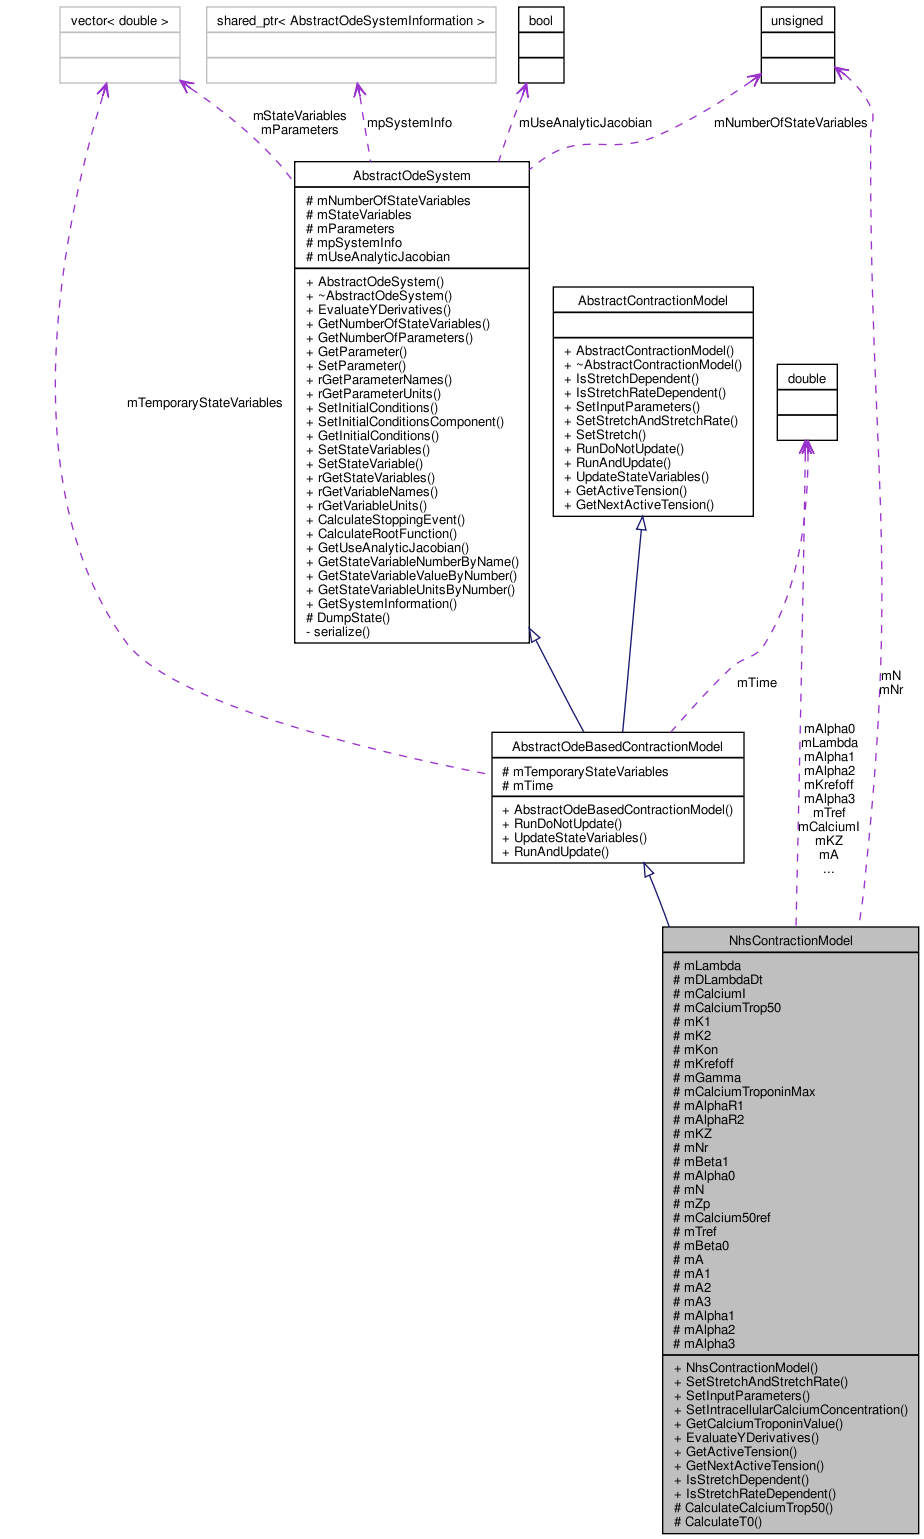 vector< double >
shared_ptr< AbstractOdeSystemInformation >
bool
unsigned
mStateVariables
mParameters
mpSystemInfo
mUseAnalyticJacobian
mNumberOfStateVariables
AbstractOdeSystem
# mNumberOfStateVariables
# mStateVariables
# mParameters
# mpSystemInfo
# mUseAnalyticJacobian
+ AbstractOdeSystem()
+ ~AbstractOdeSystem()
+ EvaluateYDerivatives()
+ GetNumberOfStateVariables()
+ GetNumberOfParameters()
+ GetParameter()
+ SetParameter()
+ rGetParameterNames()
+ rGetParameterUnits()
+ SetInitialConditions()
+ SetInitialConditionsComponent()
+ GetInitialConditions()
+ SetStateVariables()
+ SetStateVariable()
+ rGetStateVariables()
+ rGetVariableNames()
+ rGetVariableUnits()
+ CalculateStoppingEvent()
+ CalculateRootFunction()
+ GetUseAnalyticJacobian()
+ GetStateVariableNumberByName()
+ GetStateVariableValueByNumber()
+ GetStateVariableUnitsByNumber()
+ GetSystemInformation()
# DumpState()
- serialize()
AbstractContractionModel
+ AbstractContractionModel()
+ ~AbstractContractionModel()
+ IsStretchDependent()
+ IsStretchRateDependent()
+ SetInputParameters()
+ SetStretchAndStretchRate()
+ SetStretch()
+ RunDoNotUpdate()
+ RunAndUpdate()
+ UpdateStateVariables()
+ GetActiveTension()
+ GetNextActiveTension()
double
mTemporaryStateVariables
mTime
mN
mNr
mAlpha0
mLambda
mAlpha1
mAlpha2
mKrefoff
mAlpha3
mTref
mCalciumI
mKZ
mA
...
AbstractOdeBasedContractionModel
# mTemporaryStateVariables
# mTime
+ AbstractOdeBasedContractionModel()
+ RunDoNotUpdate()
+ UpdateStateVariables()
+ RunAndUpdate()
NhsContractionModel
# mLambda
# mDLambdaDt
# mCalciumI
# mCalciumTrop50
# mK1
# mK2
# mKon
# mKrefoff
# mGamma
# mCalciumTroponinMax
# mAlphaR1
# mAlphaR2
# mKZ
# mNr
# mBeta1
# mAlpha0
# mN
# mZp
# mCalcium50ref
# mTref
# mBeta0
# mA
# mA1
# mA2
# mA3
# mAlpha1
# mAlpha2
# mAlpha3
+ NhsContractionModel()
+ SetStretchAndStretchRate()
+ SetInputParameters()
+ SetIntracellularCalciumConcentration()
+ GetCalciumTroponinValue()
+ EvaluateYDerivatives()
+ GetActiveTension()
+ GetNextActiveTension()
+ IsStretchDependent()
+ IsStretchRateDependent()
# CalculateCalciumTrop50()
# CalculateT0()